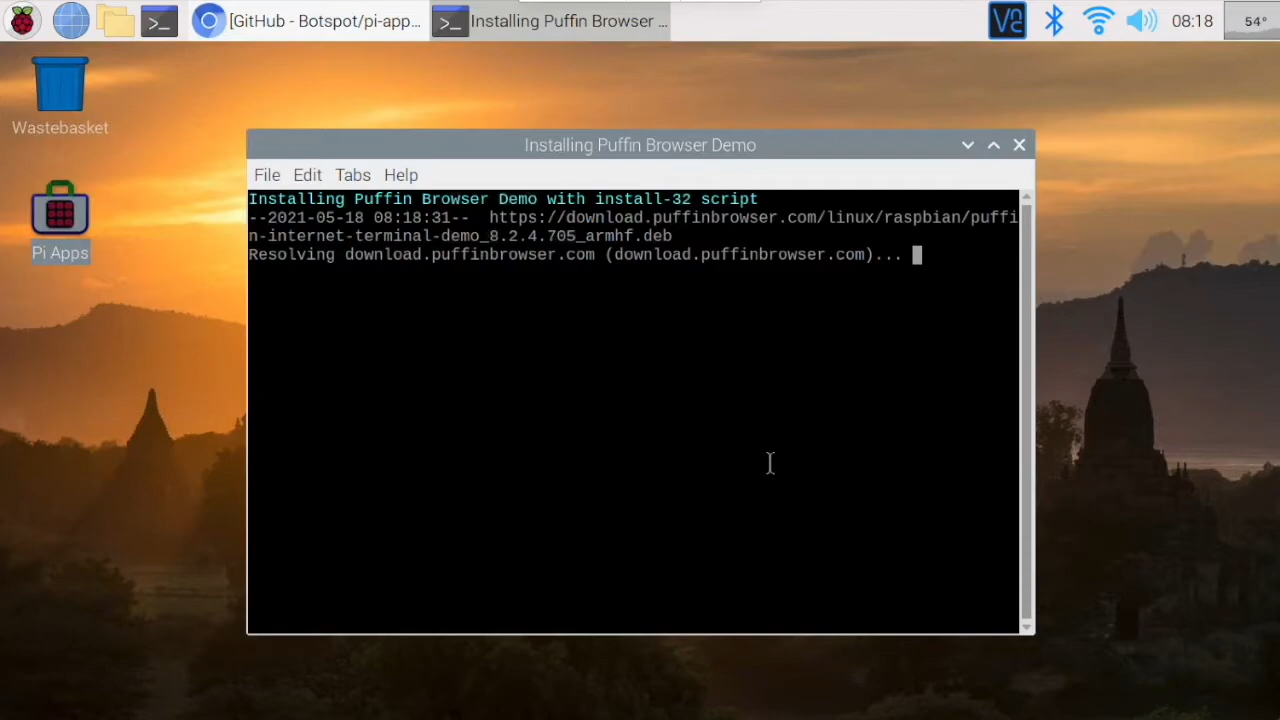 [GitHub - Botspot/pi-app...
Installing Puffin Browser ...
08:18
54°
Wastebasket
Pi Apps
Installing Puffin Browser Demo
File Edit Tabs Help
Installing Puffin Browser Demo with install-32 script
--2021-05-18 08:18:31-- https://download.puffinbrowser.com/linux/raspbian/puffi
n-internet-terminal-demo_8.2.4.705_armhf.deb
Resolving download.puffinbrowser.com (download.puffinbrowser.com)...